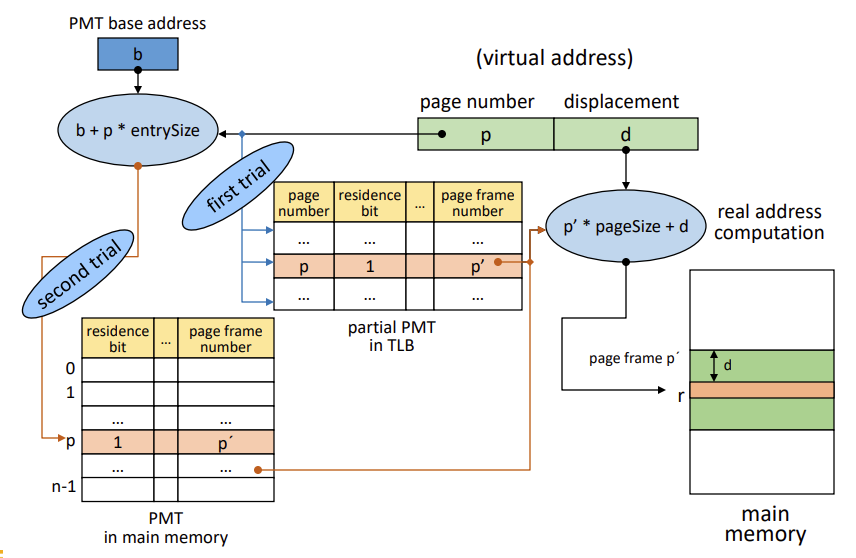 PMT base address
b
(virtual address)
page number displacement
p d
b + p * entrySize
first trial
second trial
page number residence bit ... page frame number
... ... ...
p 1 p’
... ... ...
partial PMT
in TLB
p’ * pageSize + d
real address
computation
residence bit ... page frame number
0
1
... ...
p 1 p´
... ...
n-1
PMT
in main memory
page frame p´
d
r
main
memory